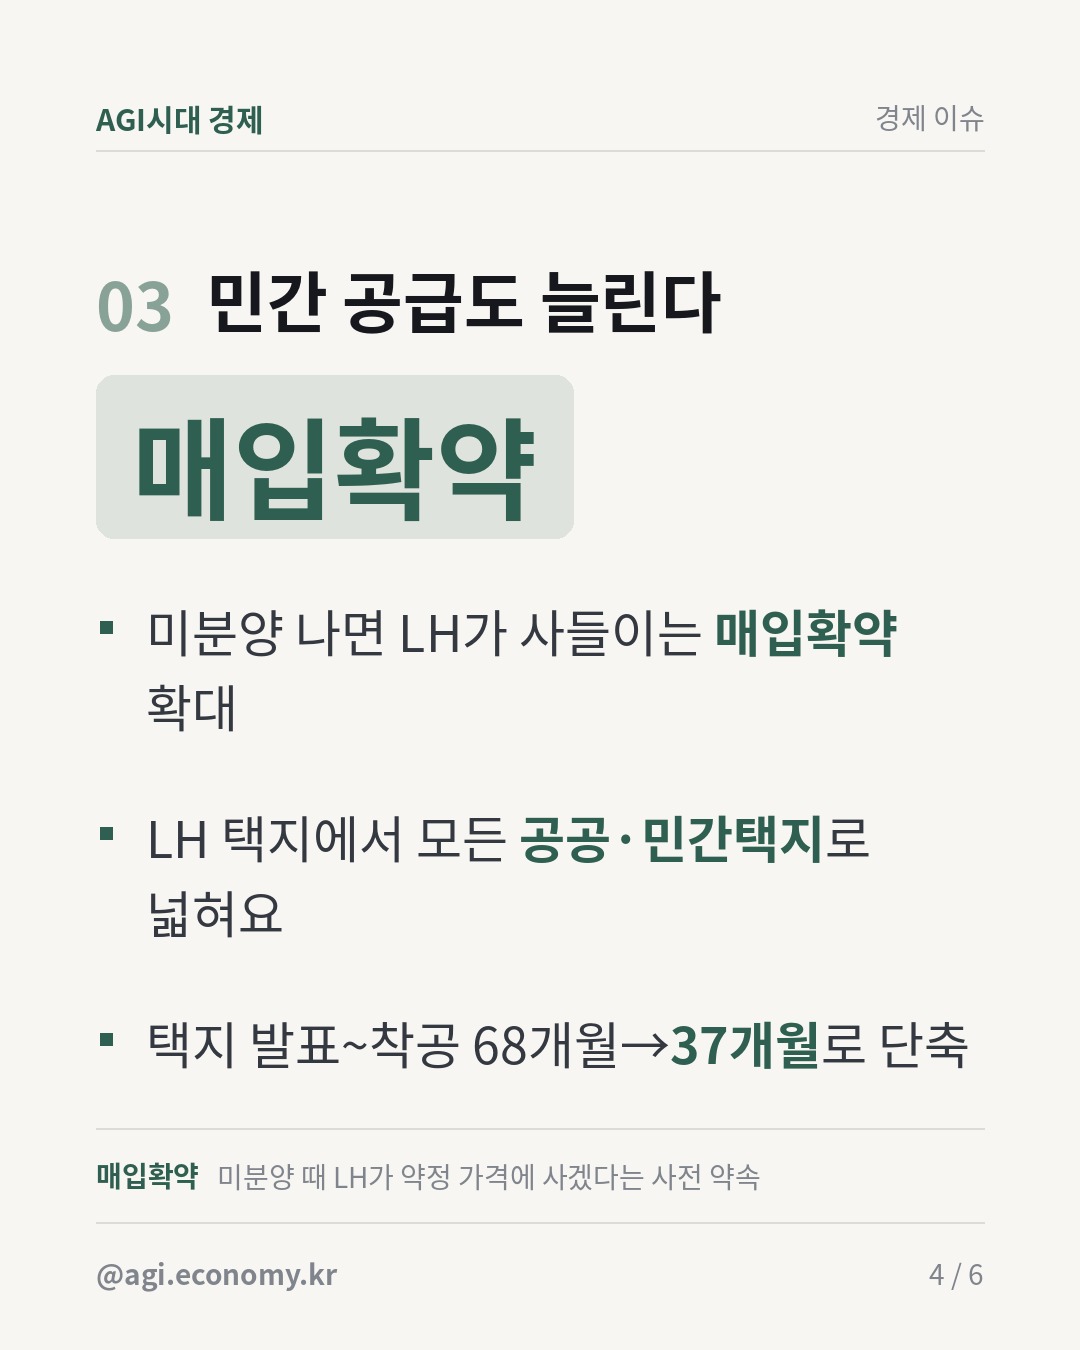 AGI시대 경제
경제 이슈
03 민간 공급도 늘린다
매입확약
▪ 미분양 나면 LH가 사들이는 매입확약
확대
▪ LH 택지에서 모든 공공·민간택지로
넓혀요
▪ 택지 발표~착공 68개월→37개월로 단축
매입확약 미분양 때 LH가 약정 가격에 사겠다는 사전 약속
@agi.economy.kr
4 / 6